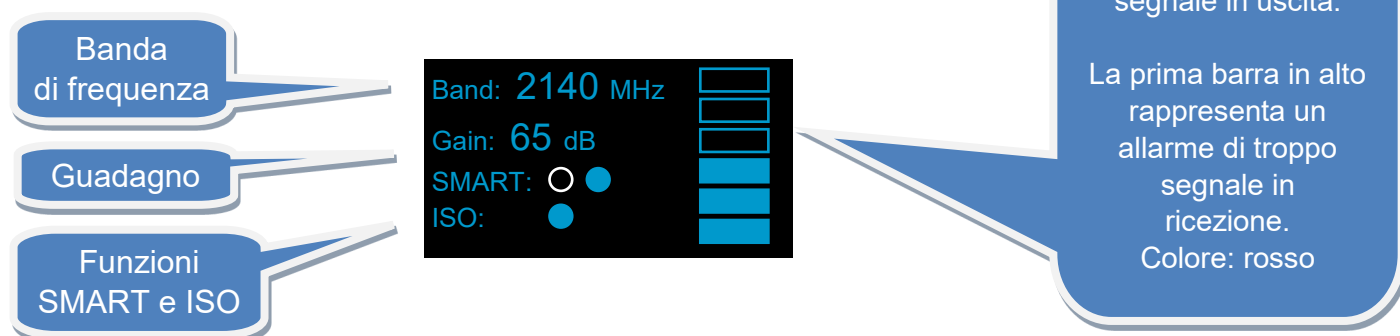 Banda
di frequenza
Guadagno
Funzioni
SMART e ISO
Band: 2140 MHz
Gain: 65 dB
SMART:
ISO:
segnale in uscita.
La prima barra in alto
rappresenta un
allarme di troppo
segnale in
ricezione.
Colore: rosso